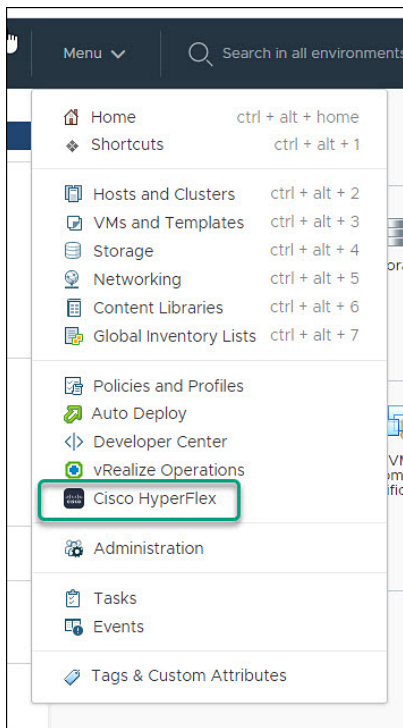 Menu
Search in all environments
Home ctrl + alt + home
Shortcuts ctrl + alt + 1
Hosts and Clusters ctrl + alt + 2
VMs and Templates ctrl + alt + 3
Storage ctrl + alt + 4
Networking ctrl + alt + 5
Content Libraries ctrl + alt + 6
Global Inventory Lists ctrl + alt + 7
Policies and Profiles
Auto Deploy
Developer Center
vRealize Operations
Cisco HyperFlex
Administration
Tasks
Events
Tags & Custom Attributes